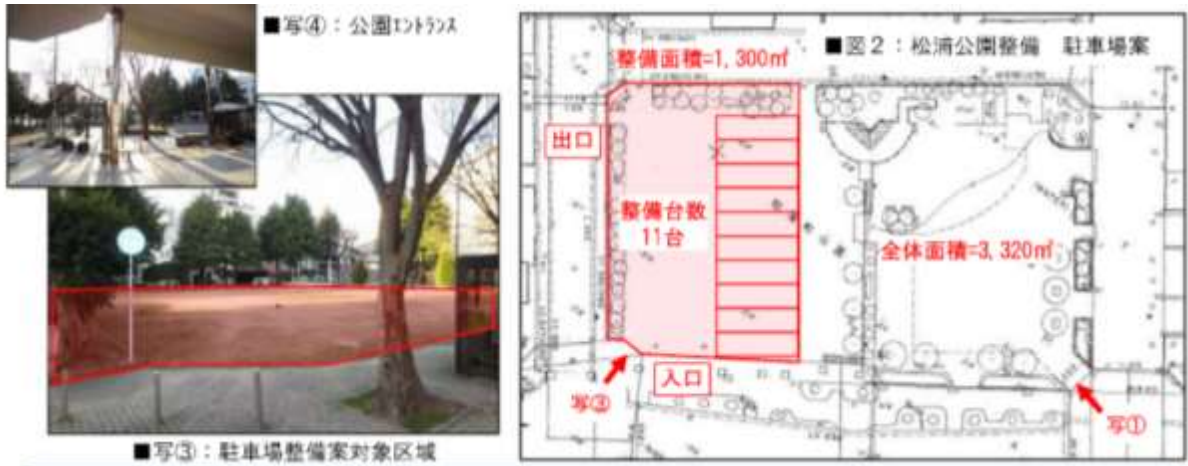 ■写④：公園エントランス
■写③：駐車場整備案対象区域
■図2：松浦公園整備 駐車場案
整備面積=1,300㎡
出口
整備台数
11台
全体面積=3,320㎡
入口
写③
写①